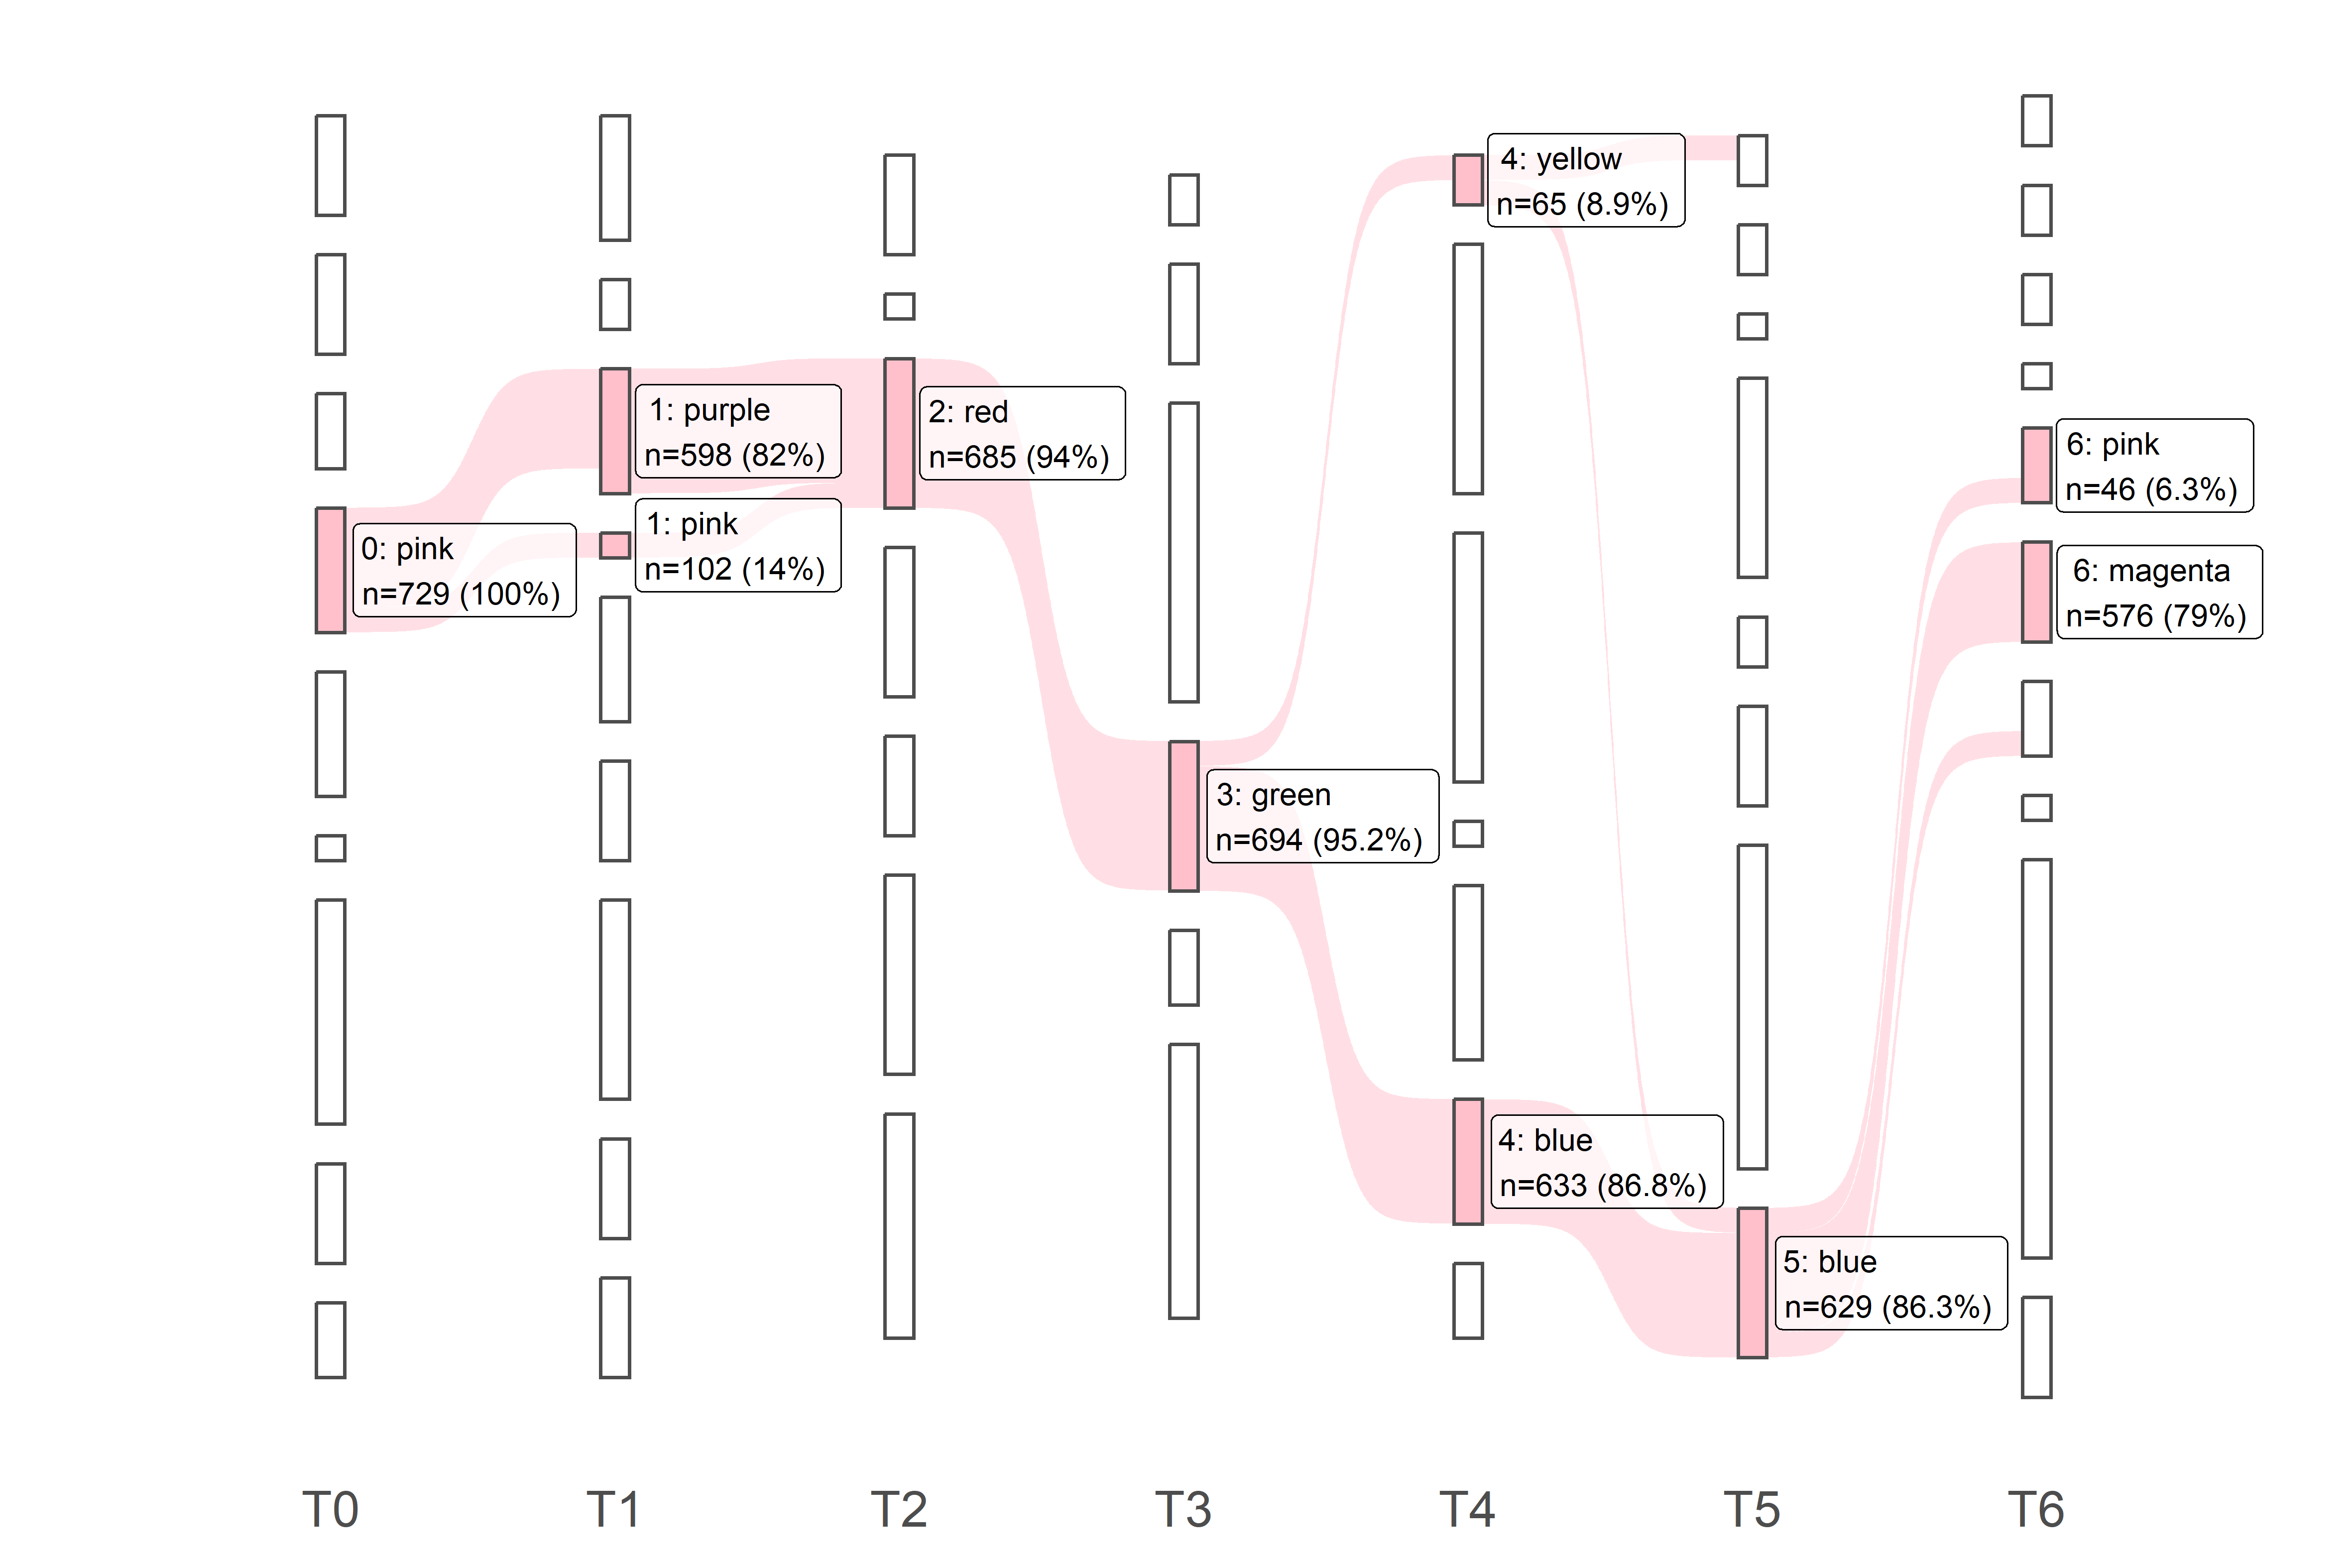 0: pink
n=729 (100%)
1: purple
n=598 (82%)
1: pink
n=102 (14%)
2: red
n=685 (94%)
3: green
n=694 (95.2%)
4: yellow
n=65 (8.9%)
4: blue
n=633 (86.8%)
5: blue
n=629 (86.3%)
6: pink
n=46 (6.3%)
6: magenta
n=576 (79%)
T0
T1
T2
T3
T4
T5
T6